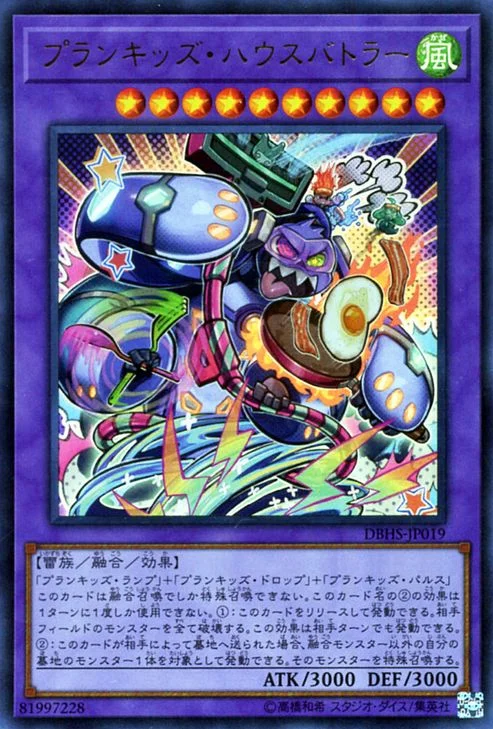 プランキッズ・ハウスバトラー
風
DBHS-JP019
【雷族／融合／効果】
「プランキッズ・ランプ」＋「プランキッズ・ドロップ」＋「プランキッズ・パルス」
このカードは融合召喚でしか特殊召喚できない。このカード名の②の効果は
1ターンに1度しか使用できない。①：このカードをリリースして発動できる。相手
フィールドのモンスターを全て破壊する。この効果は相手ターンでも発動できる。
②：このカードが相手によって墓地へ送られた場合、融合モンスター以外の自分の
墓地のモンスター1体を対象として発動できる。そのモンスターを特殊召喚する。
ATK/3000 DEF/3000
81997228
©高橋和希 スタジオ・ダイス/集英社